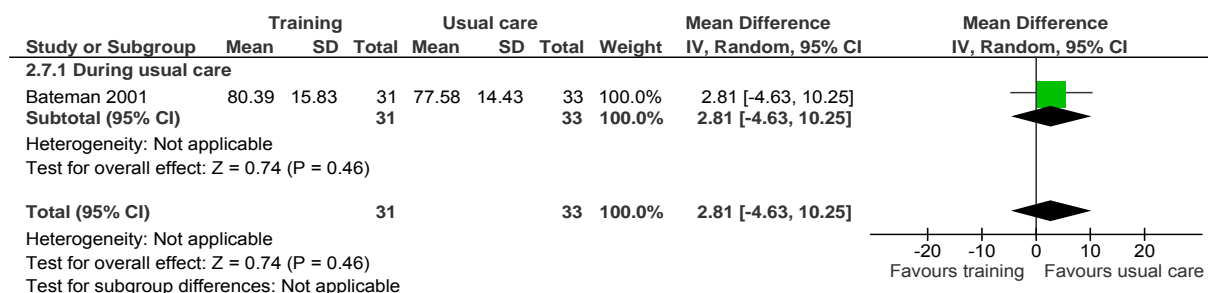 Training Usual care Mean Difference Mean Difference
Study or Subgroup Mean SD Total Mean SD Total Weight IV, Random, 95% CI IV, Random, 95% CI
2.7.1 During usual care
Bateman 2001 80.39 15.83 31 77.58 14.43 33 100.0% 2.81 [-4.63, 10.25]
Subtotal (95% CI) 31 33 100.0% 2.81 [-4.63, 10.25]
Heterogeneity: Not applicable
Test for overall effect: Z = 0.74 (P = 0.46)
Total (95% CI) 31 33 100.0% 2.81 [-4.63, 10.25]
Heterogeneity: Not applicable
Test for overall effect: Z = 0.74 (P = 0.46)
Test for subgroup differences: Not applicable
-20 -10 0 10 20
Favours training Favours usual care